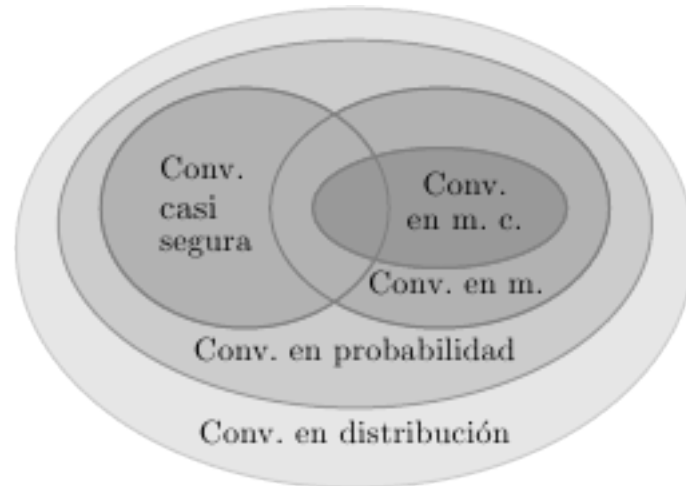 Conv.
casi
segura
Conv.
en m. c.
Conv. en m.
Conv. en probabilidad
Conv. en distribución